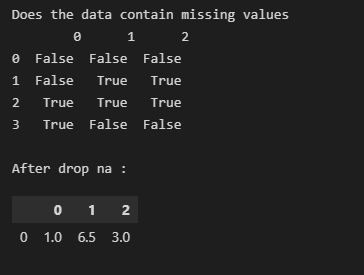 Does the data contain missing values
0 1 2
0 False False False
1 False True True
2 True True True
3 True False False
After drop na :
0 1 2
0 1.0 6.5 3.0